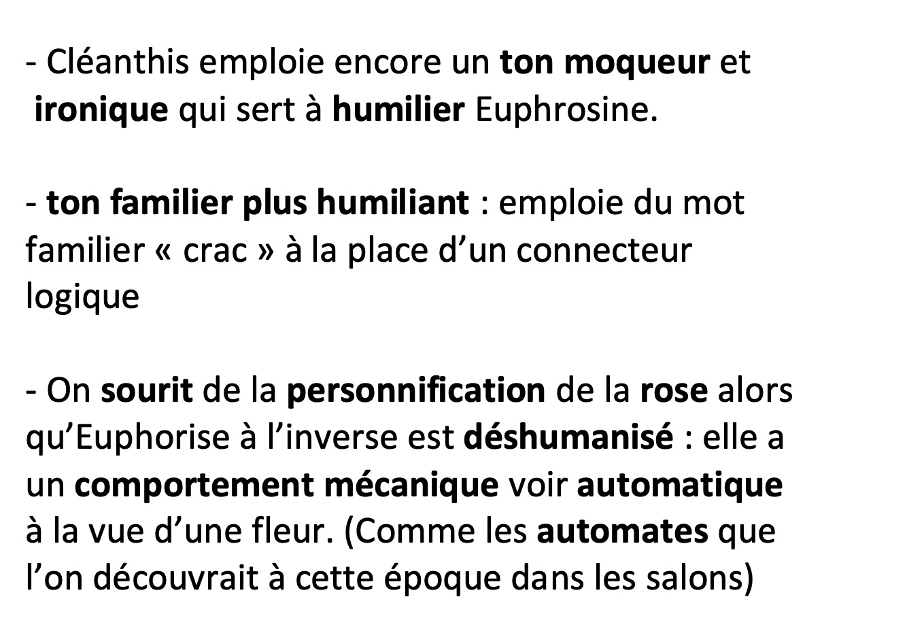 - Cléanthis emploie encore un ton moqueur et
ironique qui sert à humilier Euphrosine.
- ton familier plus humiliant : emploie du mot
familier « crac » à la place d’un connecteur
logique
- On sourit de la personnification de la rose alors
qu’Euphorise à l’inverse est déshumanisé : elle a
un comportement mécanique voir automatique
à la vue d’une fleur. (Comme les automates que
l’on découvrait à cette époque dans les salons)